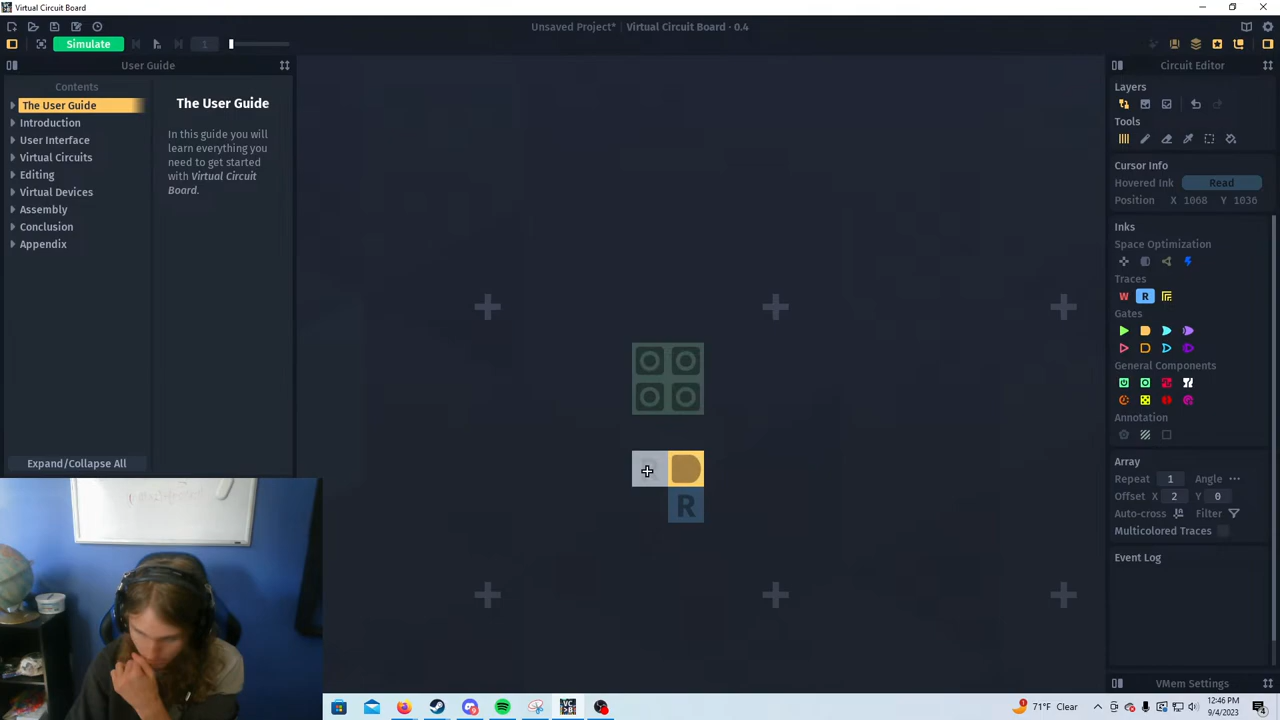 Virtual Circuit Board
Unsaved Project* | Virtual Circuit Board - 0.4
Simulate
1
User Guide
Circuit Editor
Contents
The User Guide
Introduction
User Interface
Virtual Circuits
Editing
Virtual Devices
Assembly
Conclusion
Appendix
Expand/Collapse All
The User Guide
In this guide you will
learn everything you
need to get started
with Virtual Circuit
Board.
R
R
Layers
Tools
Cursor Info
Hovered Ink Read
Position X 1068 Y 1036
Inks
Space Optimization
Traces
W R
Gates
General Components
Annotation
Array
Repeat 1 Angle
Offset X 2 Y 0
Auto-cross Filter
Multicolored Traces
Event Log
VMem Settings
VC
B
71°F Clear
12:46 PM
9/4/2023